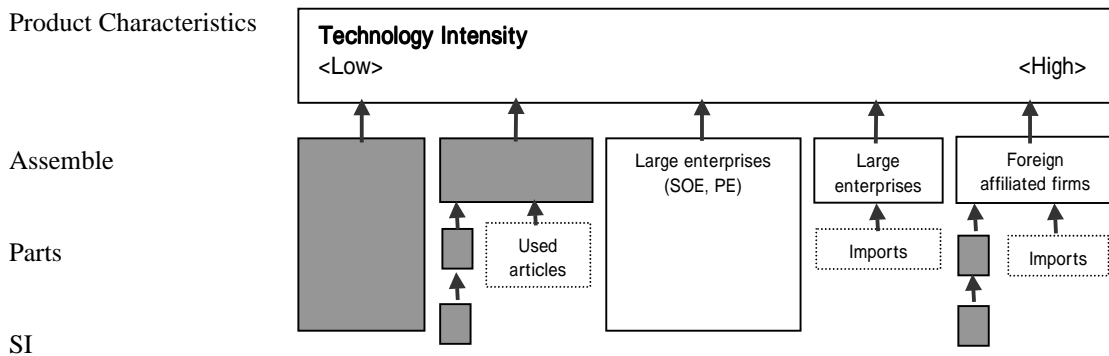 Product Characteristics
Technology Intensity
<Low>
<High>
Assemble
Large enterprises
(SOE, PE)
Large
enterprises
Foreign
affiliated firms
Parts
Used
articles
Imports
Imports
SI